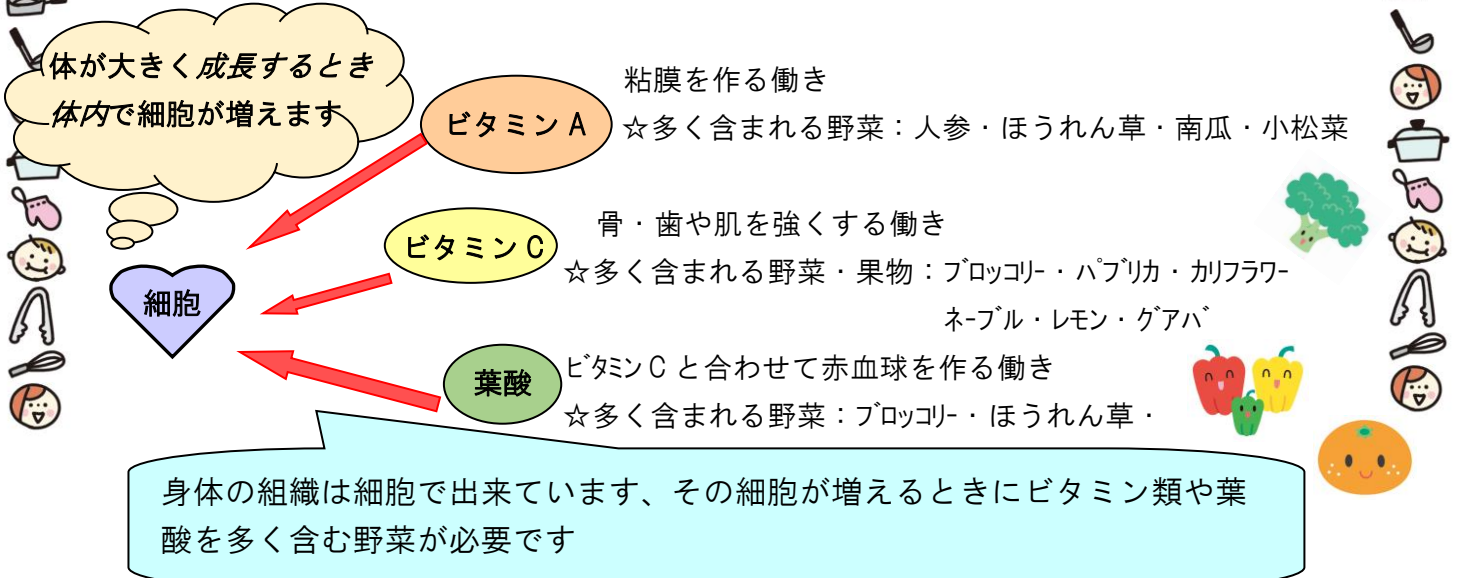 体が大きく成長するとき
体内で細胞が増えます
ビタミン A
粘膜を作る働き
☆多く含まれる野菜：人参・ほうれん草・南瓜・小松菜
ビタミン C
骨・歯や肌を強くする働き
☆多く含まれる野菜・果物：ﾌﾞﾛｯｺﾘｰ・ﾊﾟﾌﾟﾘｶ・ｶﾘﾌﾗﾜｰ
ﾈｰﾌﾞﾙ・ﾚﾓﾝ・ｸﾞｱﾊﾞ
細胞
葉酸
ﾋﾞﾀﾐﾝ C と合わせて赤血球を作る働き
☆多く含まれる野菜：ﾌﾞﾛｯｺﾘｰ・ほうれん草・
身体の組織は細胞で出来ています、その細胞が増えるときにビタミン類や葉
酸を多く含む野菜が必要です